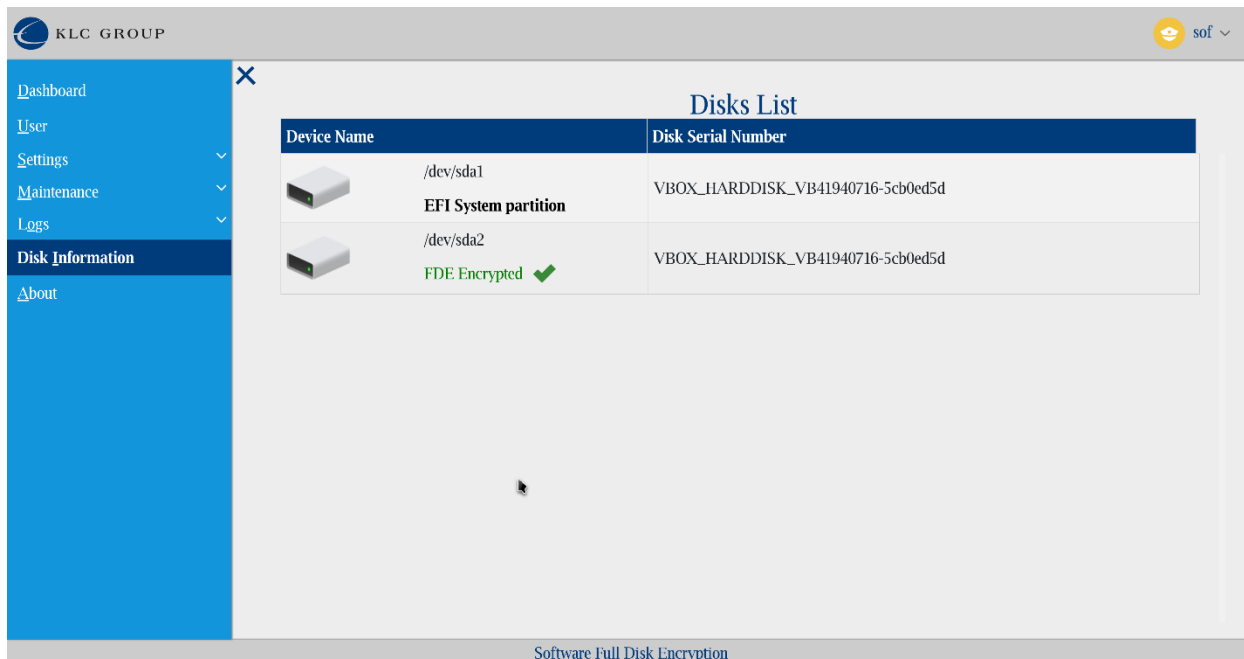 KLC GROUP
sof
Dashboard
User
Settings
Maintenance
Logs
Disk Information
About
Disks List
Device Name Disk Serial Number
/dev/sda1
EFI System partition
VBOX_HARDDISK_VB41940716-5cb0ed5d
/dev/sda2
FDE Encrypted
VBOX_HARDDISK_VB41940716-5cb0ed5d
Software Full Disk Encryption